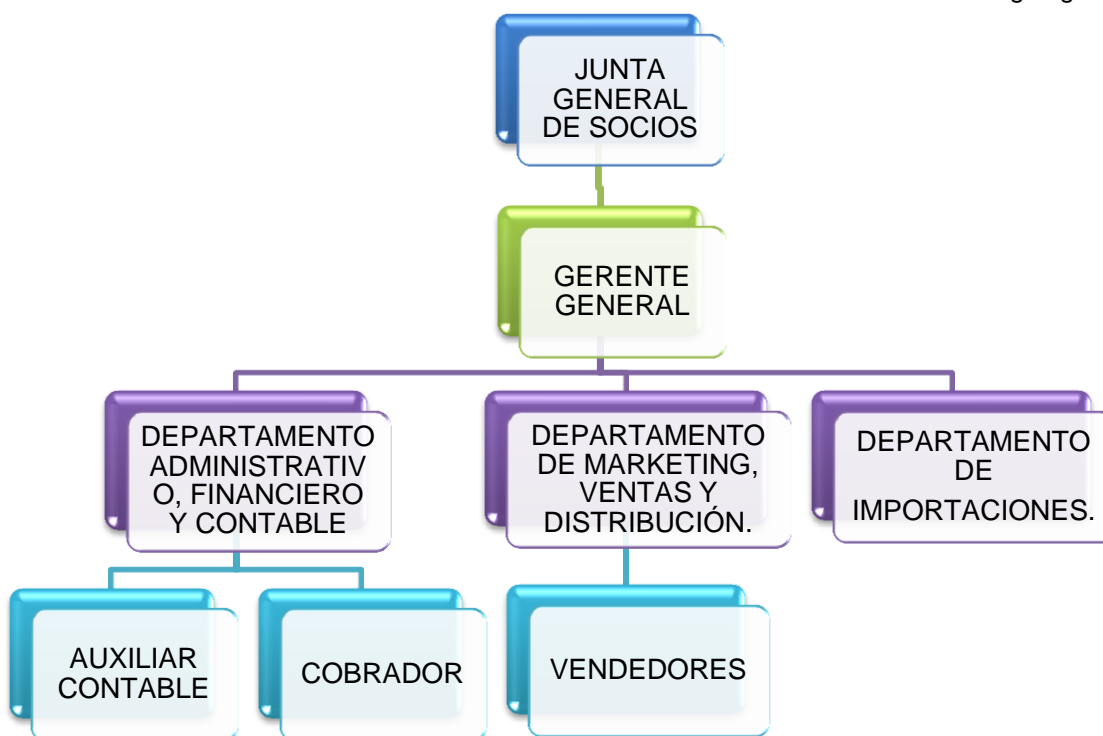 JUNTA
GENERAL
DE SOCIOS
GERENTE
GENERAL
DEPARTAMENTO
ADMINISTRATIV
O, FINANCIERO
Y CONTABLE
DEPARTAMENTO
DE MARKETING,
VENTAS Y
DISTRIBUCIÓN.
DEPARTAMENTO
DE
IMPORTACIONES.
AUXILIAR
CONTABLE
COBRADOR
VENDEDORES